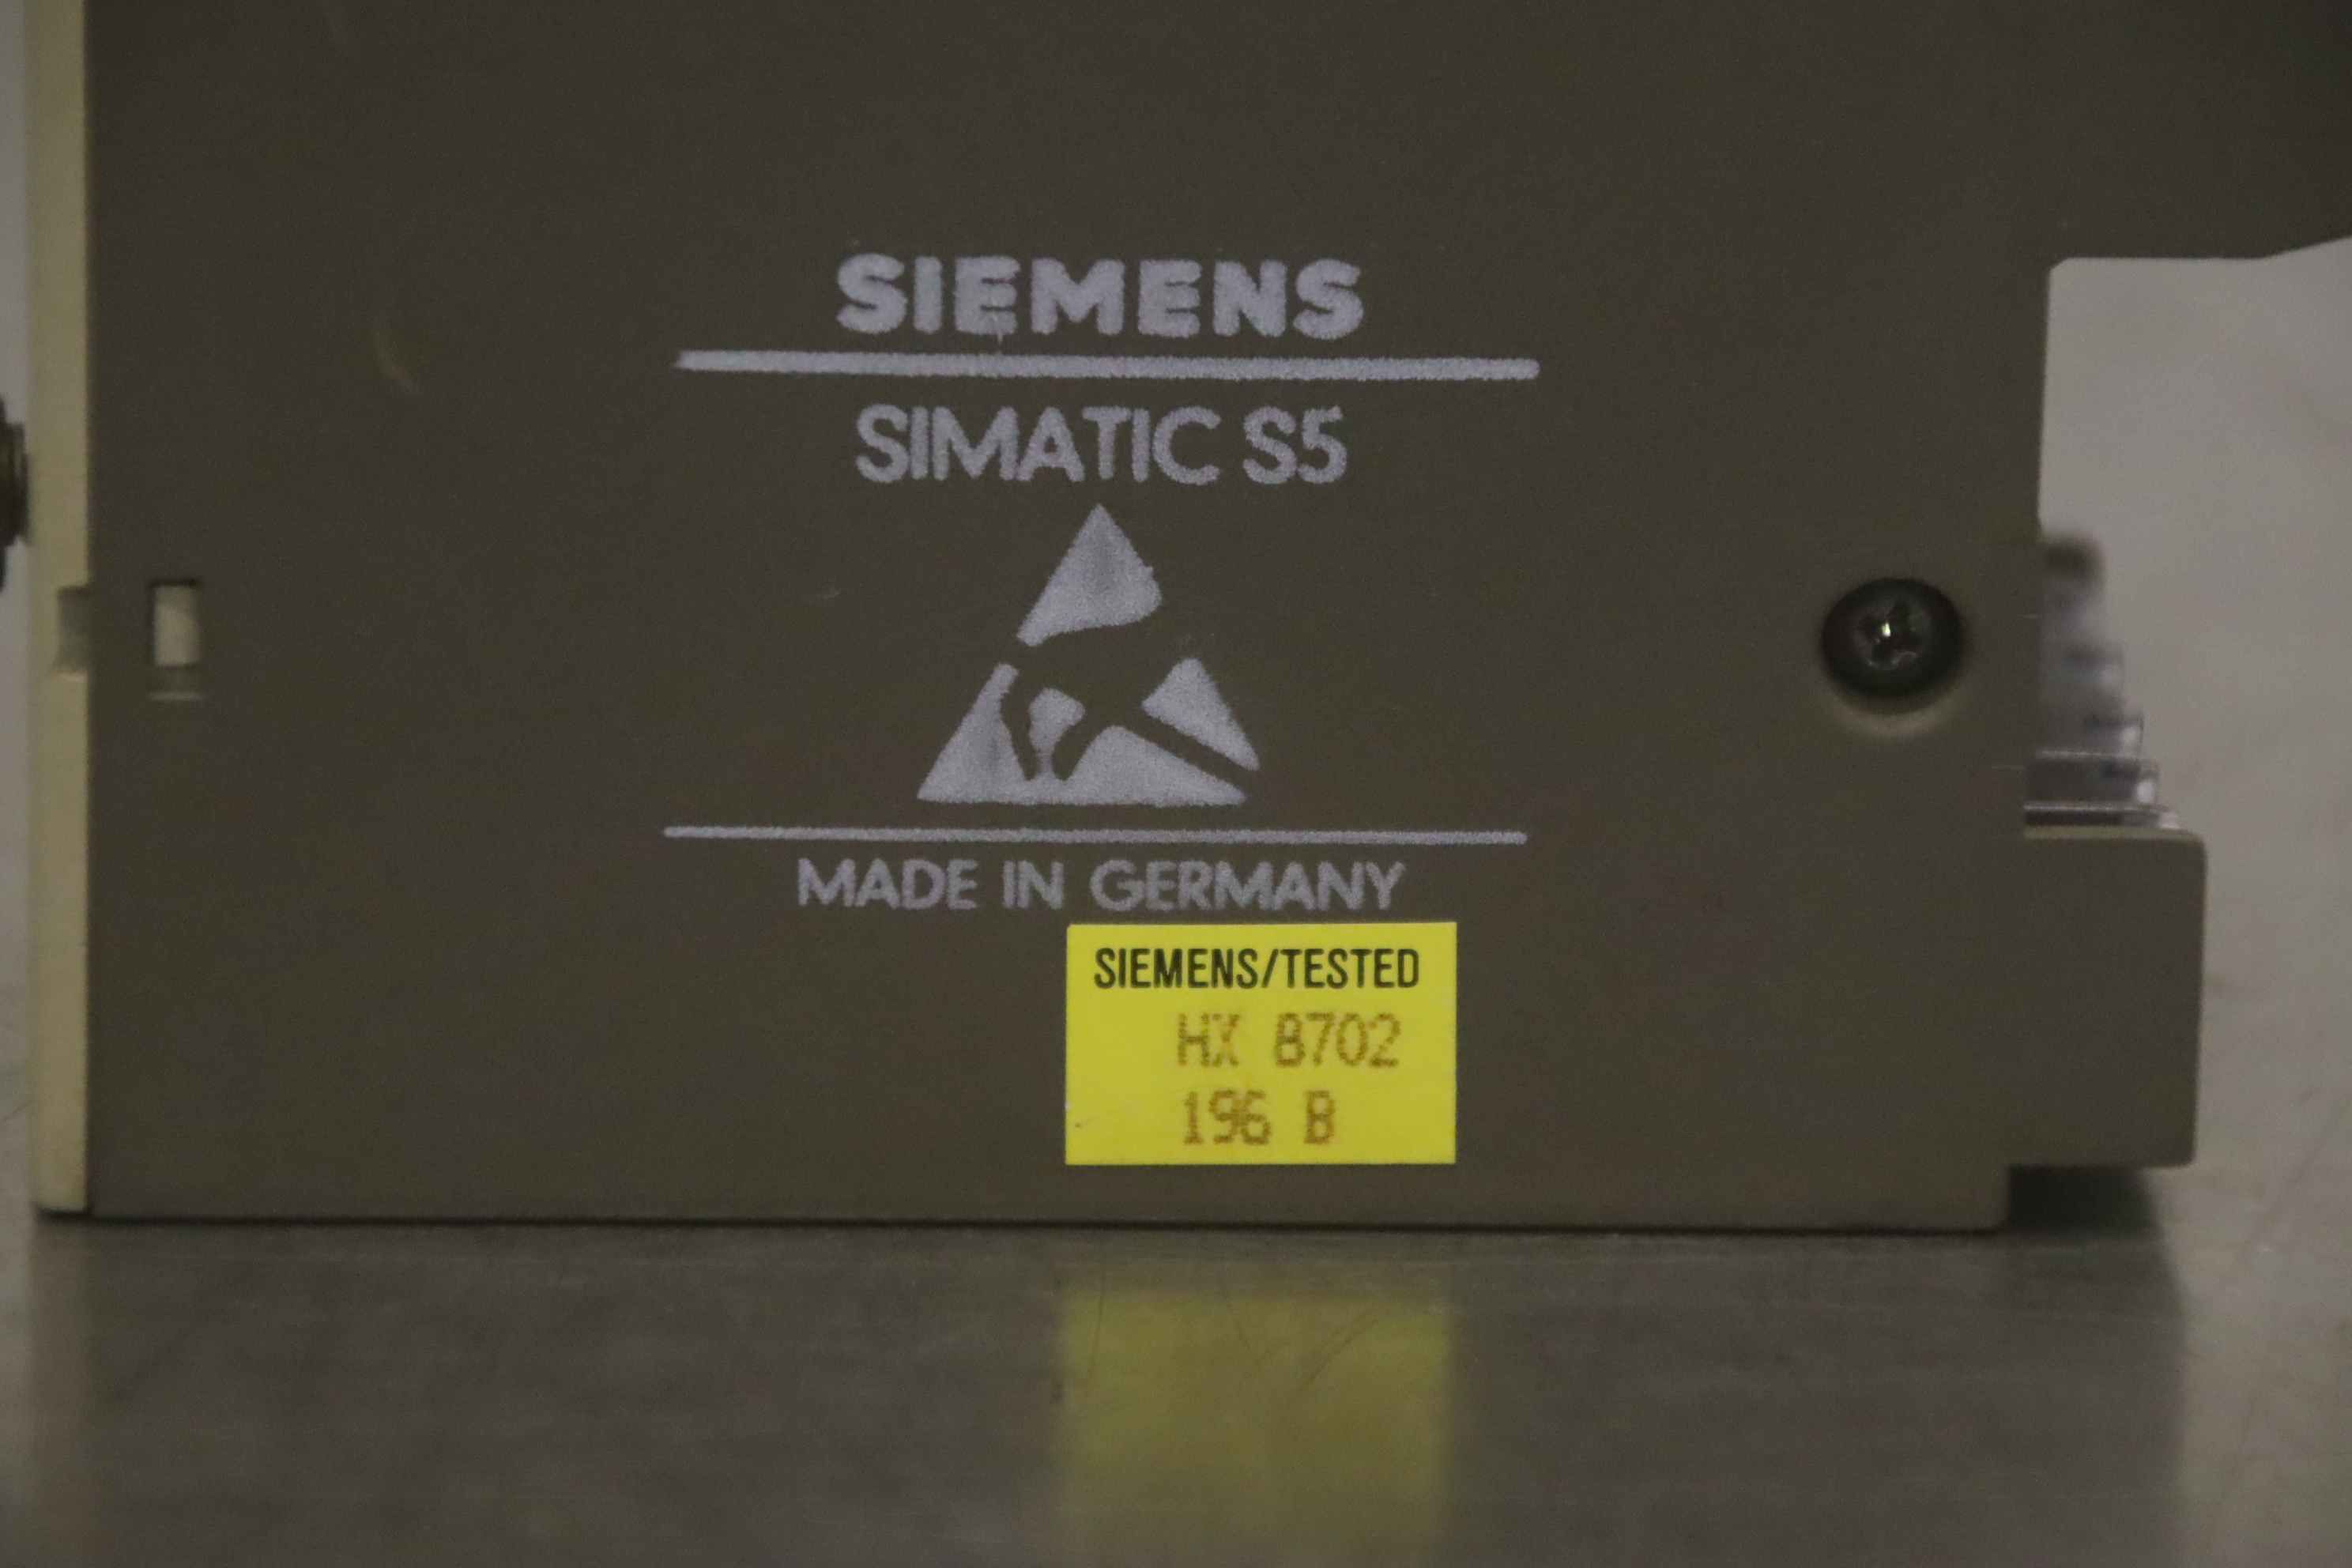 SIEMENS
SIMATIC S5
MADE IN GERMANY
SIEMENS/TESTED
HX 8702
196 B